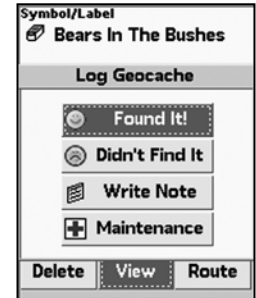 Symbol/Label
Bears In The Bushes
Log Geocache
Found It!
Didn't Find It
Write Note
Maintenance
Delete View Route